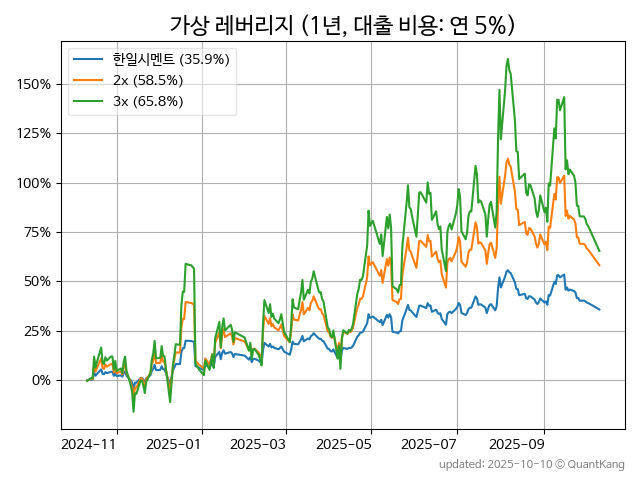 가상 레버리지 (1년, 대출 비용: 연 5%)
한일시멘트 (35.9%)
2x (58.5%)
3x (65.8%)
150%
125%
100%
75%
50%
25%
0%
2024-11 2025-01 2025-03 2025-05 2025-07 2025-09
updated: 2025-10-10 © QuantKang